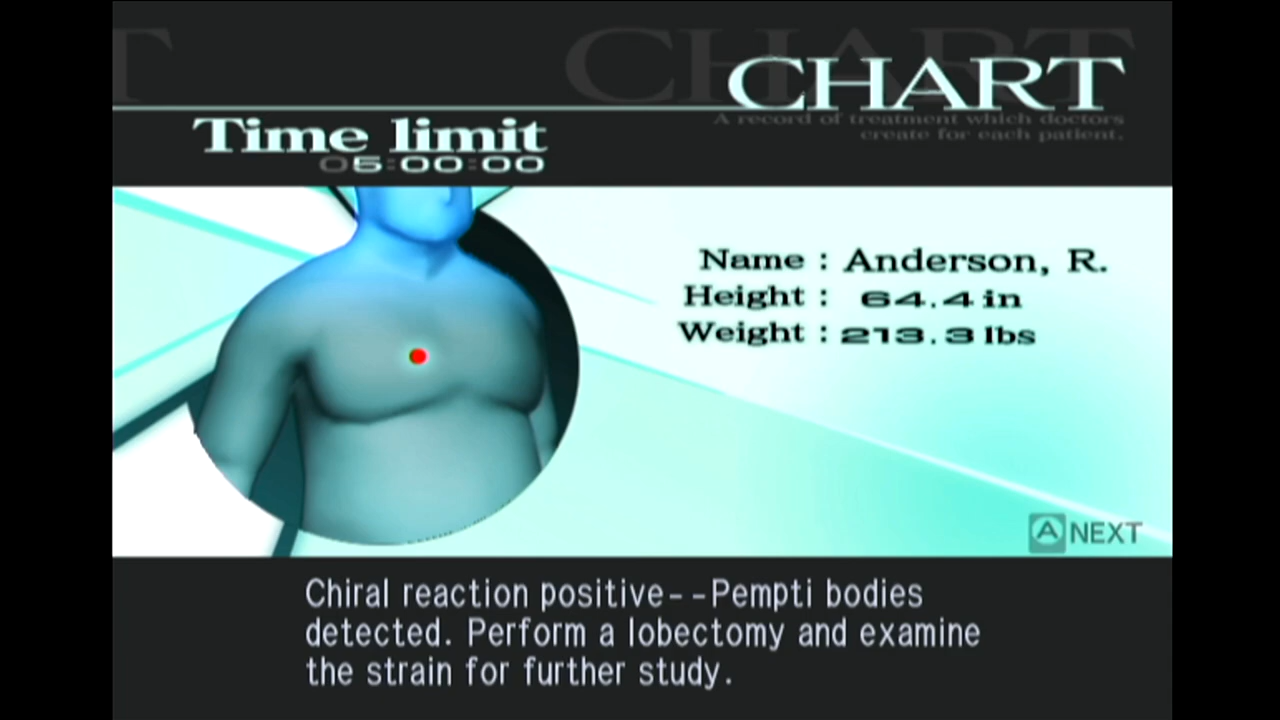 CHART
A record of treatment which doctors
create for each patient.
Time limit
05:00:00
Name : Anderson, R.
Height : 64.4 in
Weight : 213.3 lbs
A NEXT
Chiral reaction positive--Pempti bodies
detected. Perform a lobectomy and examine
the strain for further study.